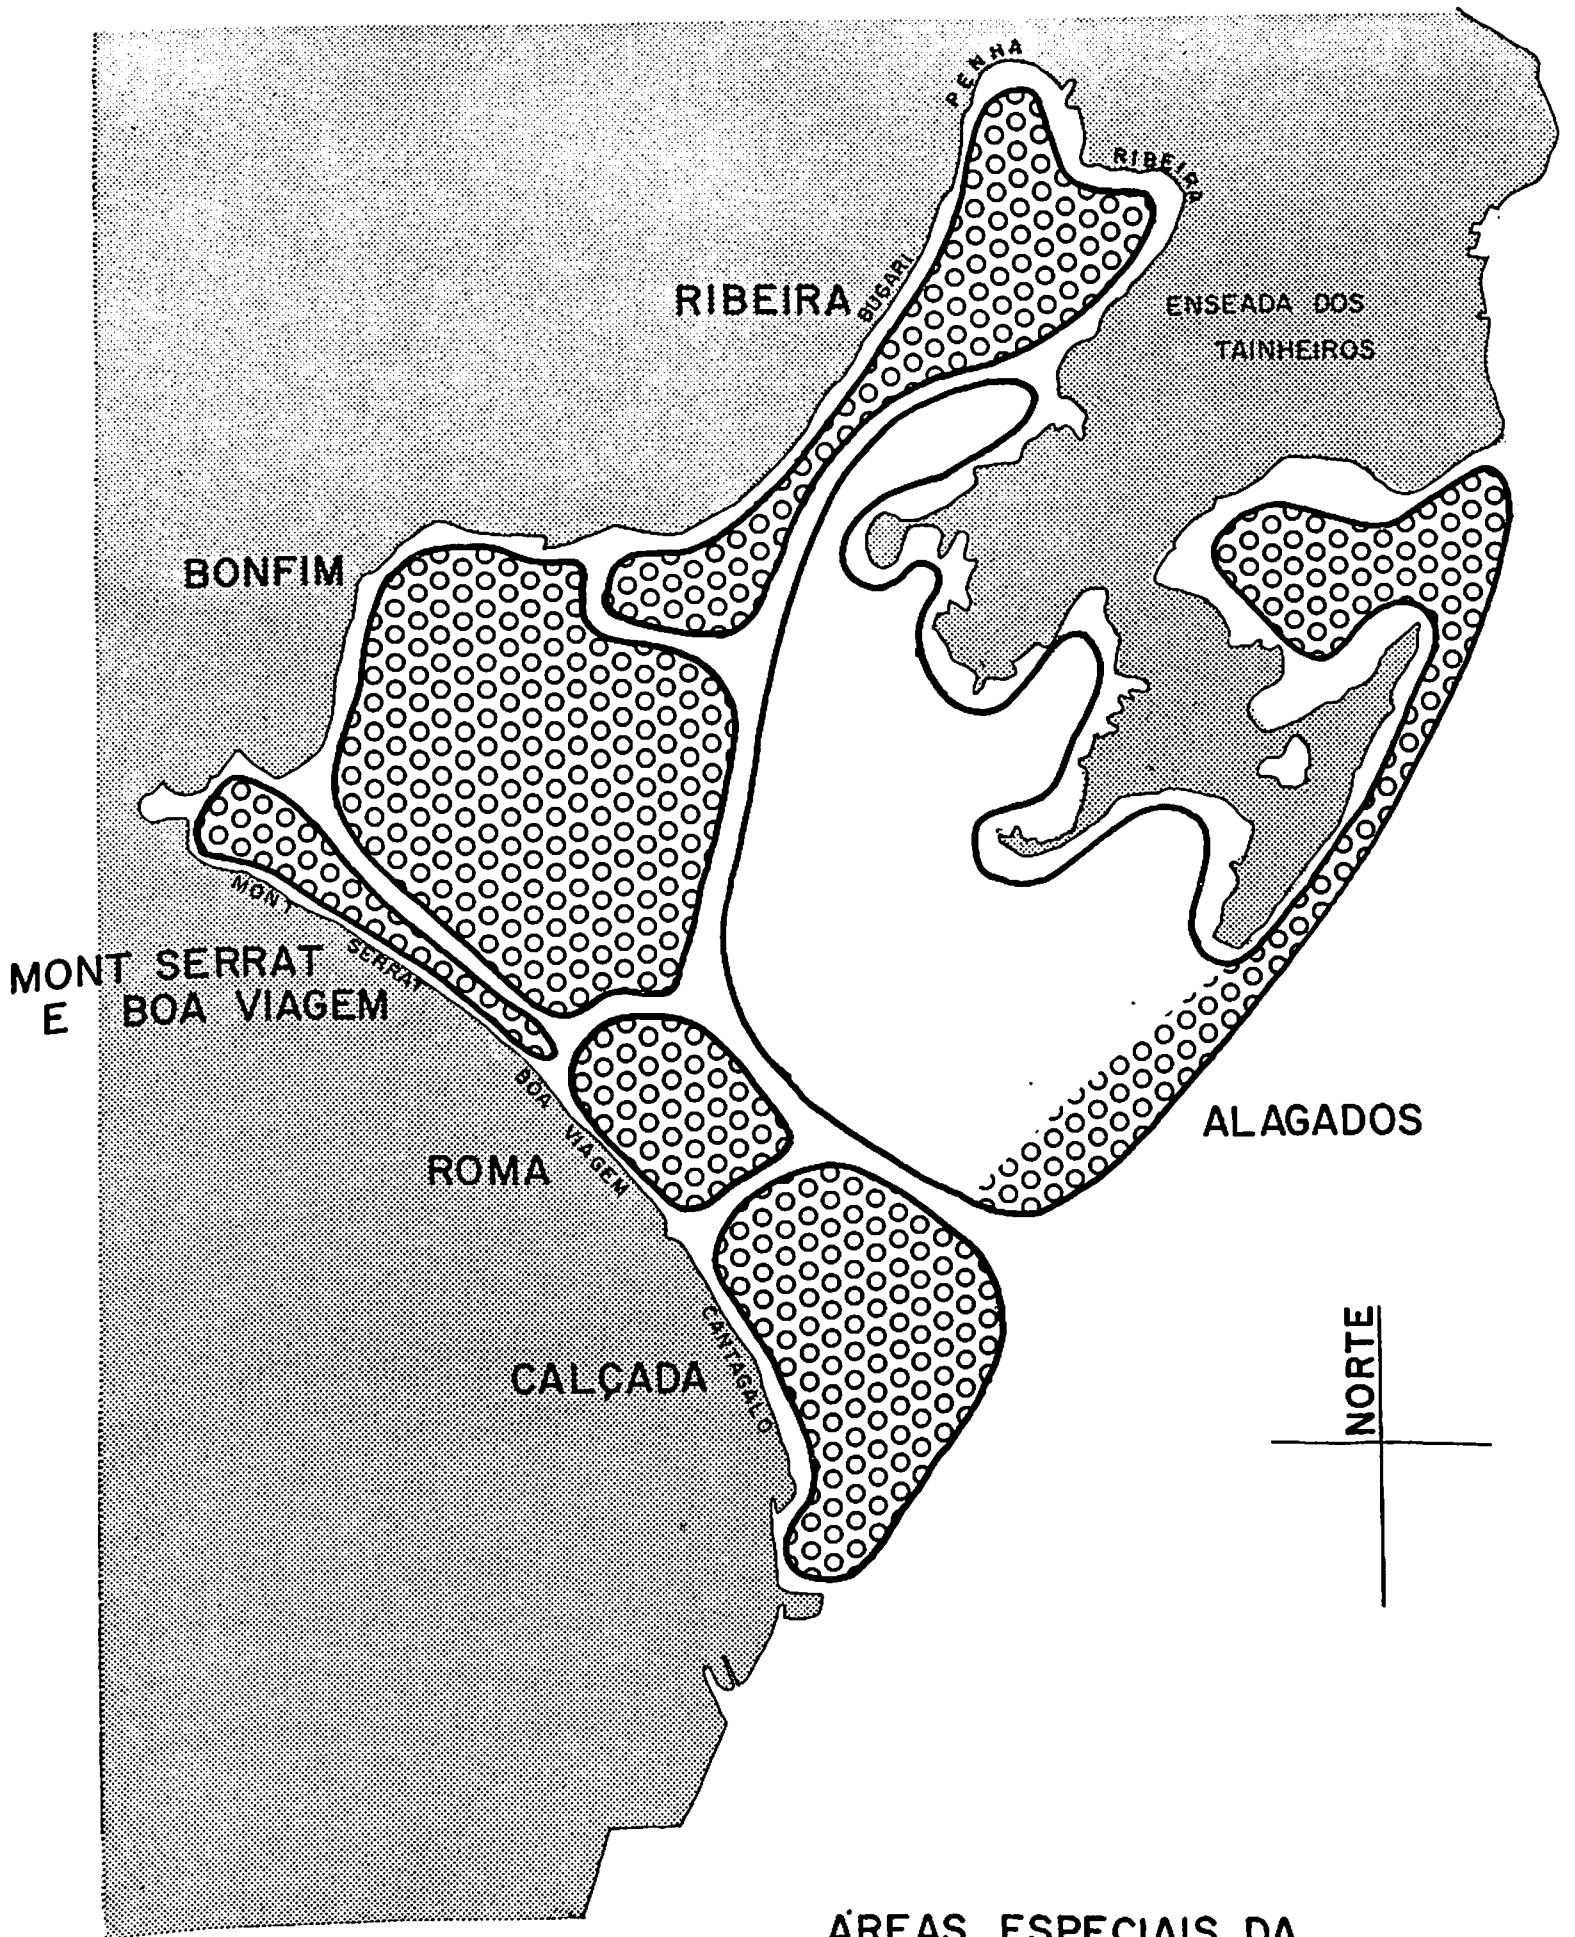 PENHA
RIBEIRA
BUGARI
RIBEIRA
ENSEADA DOS
TAINHEIROS
BONFIM
MONT SERRAT
MONT SERRAT
E BOA VIAGEM
BOA VIAGEM
ROMA
ALAGADOS
CANTAGALO
CALÇADA
NORTE
ÁREAS ESPECIAIS DA